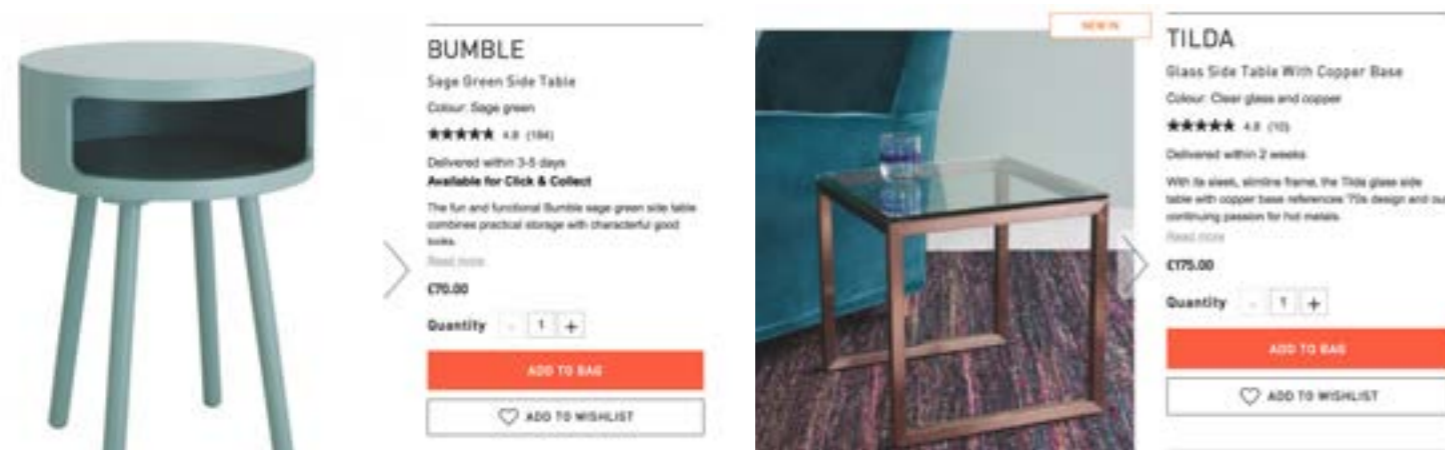 BUMBLE
Sage Green Side Table
Colour: Sage green
4.8 (184)
Delivered within 3-5 days
Available for Click & Collect
The fun and functional Bumble sage green side table
combines practical storage with characterful good
looks.
Read more
£70.00
Quantity - 1 +
ADD TO BAG
ADD TO WISHLIST
NEW IN
TILDA
Glass Side Table With Copper Base
Colour: Clear glass and copper
4.8 (10)
Delivered within 2 weeks
With its sleek, slimline frame, the Tilda glass side
table with copper base references '70s design and our
continuing passion for hot metals.
Read more
£175.00
Quantity - 1 +
ADD TO BAG
ADD TO WISHLIST